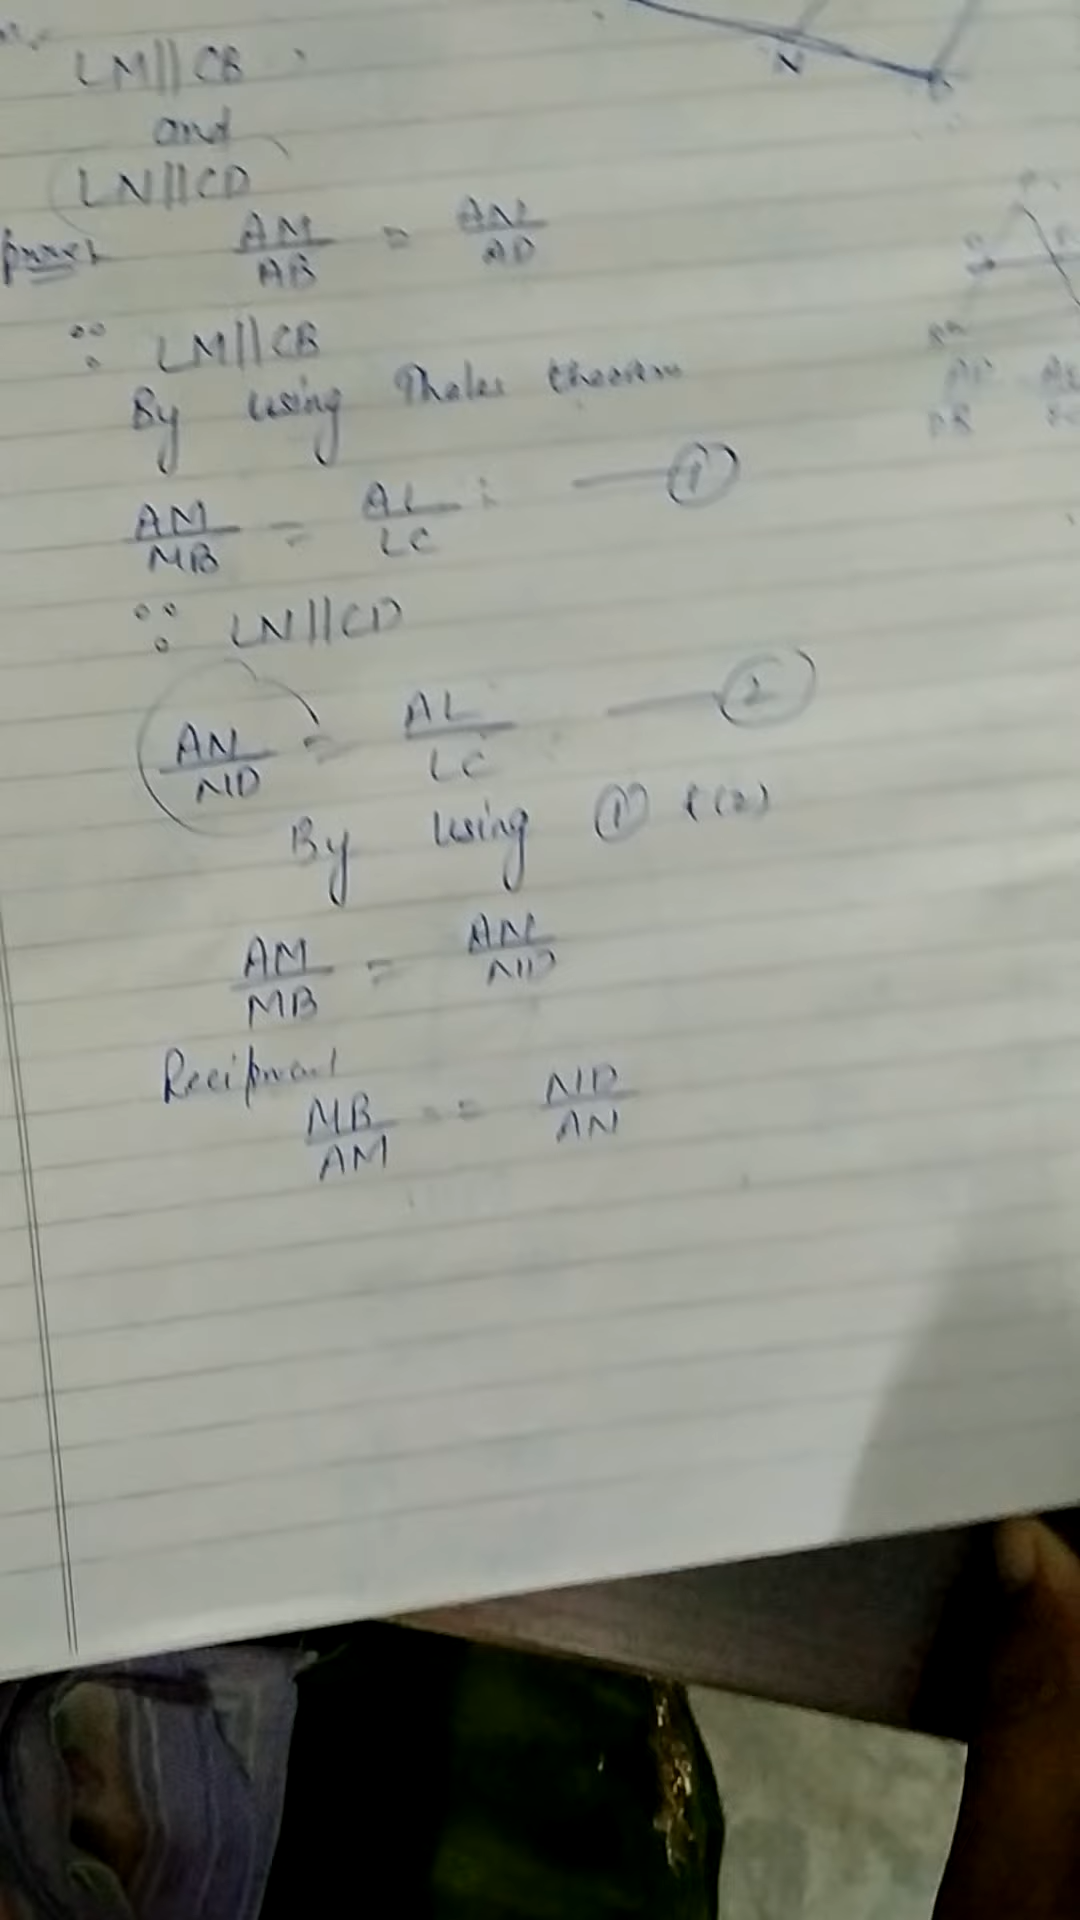 LM||CB
and
LN||CD
AM/AB = AN/AD
∵ LM||CB
By using Thales theorem
AM/MB = AL/LC — ①
∵ LN||CD
AN/ND = AL/LC — ②
By using ① & (2)
AM/MB = AN/ND
Reciprocal
MB/AM = ND/AN
N